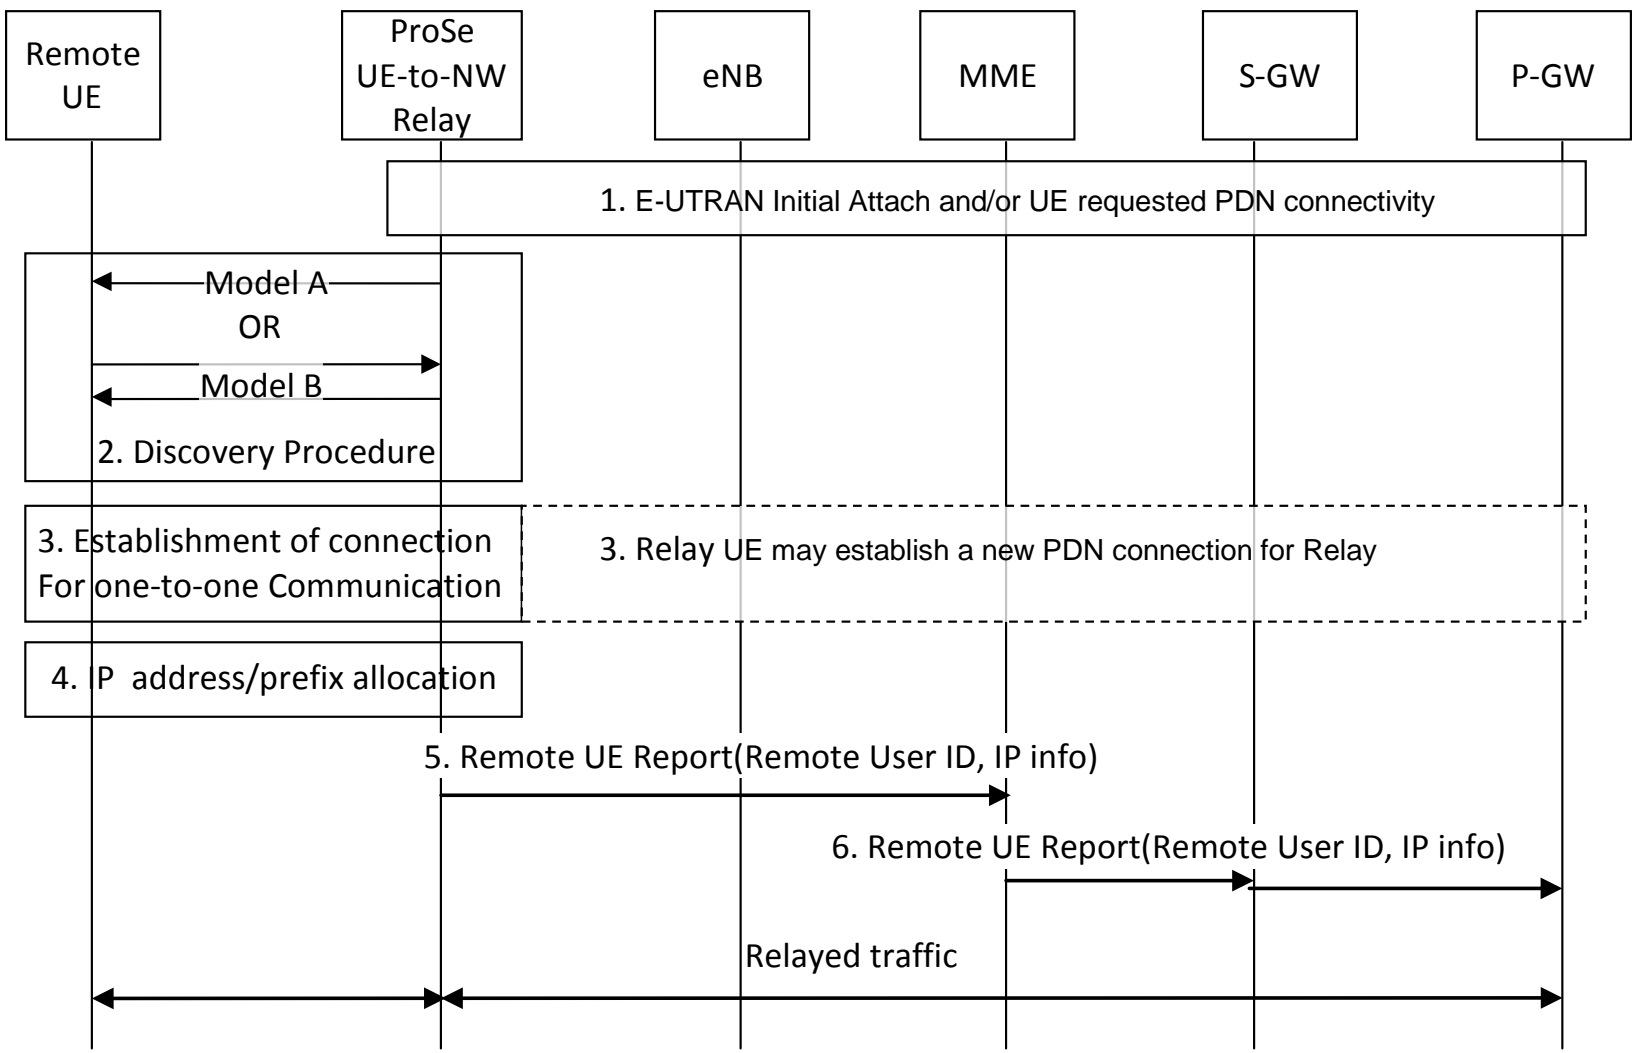 Remote
UE
ProSe
UE-to-NW
Relay
eNB
MME
S-GW
P-GW
1. E-UTRAN Initial Attach and/or UE requested PDN connectivity
Model A
OR
Model B
2. Discovery Procedure
3. Establishment of connection
For one-to-one Communication
3. Relay UE may establish a new PDN connection for Relay
4. IP address/prefix allocation
5. Remote UE Report(Remote User ID, IP info)
6. Remote UE Report(Remote User ID, IP info)
Relayed traffic